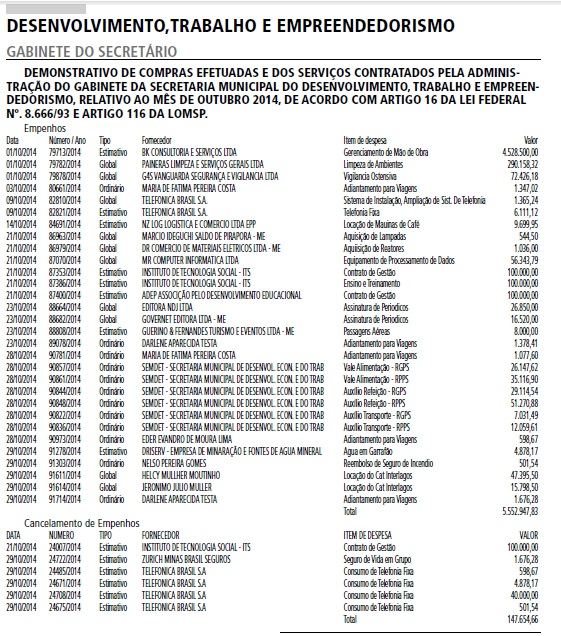 DESENVOLVIMENTO,TRABALHO E EMPREENDEDORISMO
GABINETE DO SECRETÁRIO
DEMONSTRATIVO DE COMPRAS EFETUADAS E DOS SERVIÇOS CONTRATADOS PELA ADMINIS-
TRAÇÃO DO GABINETE DA SECRETARIA MUNICIPAL DO DESENVOLVIMENTO, TRABALHO E EMPREEN-
DEDORISMO, RELATIVO AO MÊS DE OUTUBRO 2014, DE ACORDO COM ARTIGO 16 DA LEI FEDERAL
Nº. 8.666/93 E ARTIGO 116 DA LOMSP.
Empenhos
Data Número / Ano Tipo Fornecedor Item de despesa Valor
01/10/2014 79713/2014 Estimativo BK CONSULTORIA E SERVIÇOS LTDA Gerenciamento de Mão de Obra 4.528.500,00
01/10/2014 79782/2014 Global PAINERAS LIMPEZA E SERVIÇOS GERAIS LTDA Limpeza de Ambientes 290.158,32
01/10/2014 79878/2014 Global G4S VANGUARDA SEGURANÇA E VIGILANCIA LTDA Vigilância Ostensiva 72.426,18
03/10/2014 80661/2014 Ordinário MARIA DE FATIMA PEREIRA COSTA Adiantamento para Viagens 1.347,02
09/10/2014 82810/2014 Global TELEFONICA BRASIL S.A. Sistema de Instalação, Ampliação de Sist. De Telefonia 1.365,24
09/10/2014 82821/2014 Estimativo TELEFONICA BRASIL S.A. Telefonia Fixa 6.111,12
14/10/2014 84691/2014 Estimativo NZ LOG LOGISTICA E COMERCIO LTDA EPP Locação de Mauinas de Café 9.699,95
21/10/2014 86963/2014 Global MARCIO IDEGUCHI SALDO DE PIRAPORA - ME Aquisição de Lampadas 544,50
21/10/2014 86979/2014 Global DR COMERCIO DE MATERIAIS ELETRICOS LTDA - ME Aquiisição de Reatores 1.036,00
21/10/2014 87070/2014 Global MR COMPUTER INFORMATICA LTDA Equipamento de Processamento de Dados 56.343,79
21/10/2014 87353/2014 Estimativo INSTITUTO DE TECNOLOGIA SOCIAL - ITS Contrato de Gestão 100.000,00
21/10/2014 87386/2014 Estimativo INSTITUTO DE TECNOLOGIA SOCIAL - ITS Ensino e Treinamento 100.000,00
21/10/2014 87400/2014 Estimativo ADEP ASSOCIÇÃO PELO DESENVOLVIMENTO EDUCACIONAL Contrato de Gestão 100.000,00
23/10/2014 88664/2014 Global EDITORA NDJ LTDA Assinatura de Periodicos 26.850,00
23/10/2014 88682/2014 Global GOVERNET EDITORA LTDA - ME Assinatura de Periodicos 16.520,00
23/10/2014 88808/2014 Estimativo GUERINO & FERNANDES TURISMO E EVENTOS LTDA - ME Passagens Aéreas 8.000,00
23/10/2014 89078/2014 Ordinário DARLENE APARECIDA TESTA Adiantamento para Viagens 1.378,41
28/10/2014 90781/2014 Ordinário MARIA DE FATIMA PEREIRA COSTA Adiantamento para Viagens 1.077,60
28/10/2014 90857/2014 Ordinário SEMDET - SECRETARIA MUNICIPAL DE DESENVOL. ECON. E DO TRAB Vale Alimentação - RGPS 26.147,62
28/10/2014 90861/2014 Ordinário SEMDET - SECRETARIA MUNICIPAL DE DESENVOL. ECON. E DO TRAB Vale Alimentação - RPPS 35.116,90
28/10/2014 90844/2014 Ordinário SEMDET - SECRETARIA MUNICIPAL DE DESENVOL. ECON. E DO TRAB Auxílio Refeição - RGPS 29.114,54
28/10/2014 90848/2014 Ordinário SEMDET - SECRETARIA MUNICIPAL DE DESENVOL. ECON. E DO TRAB Auxílio Refeição - RPPS 51.270,88
28/10/2014 90822/2014 Ordinário SEMDET - SECRETARIA MUNICIPAL DE DESENVOL. ECON. E DO TRAB Auxílio Transporte - RGPS 7.031,49
28/10/2014 90836/2014 Ordinário SEMDET - SECRETARIA MUNICIPAL DE DESENVOL. ECON. E DO TRAB Auxílio Transporte - RPPS 12.059,61
28/10/2014 90973/2014 Ordinário EDER EVANDRO DE MOURA LIMA Adiantamento para Viagens 598,67
29/10/2014 91278/2014 Estimativo DRISERV - EMPRESA DE MINARAÇÃO E FONTES DE AGUA MINERAL Agua em Garrafão 4.878,17
29/10/2014 91303/2014 Ordinário NELSO PEREIRA GOMES Reembolso de Seguro de Incendio 501,54
29/10/2014 91611/2014 Global HELCY MULLHER MOUTINHO Locação do Cat Interlagos 47.395,50
29/10/2014 91614/2014 Global JERONIMO JULIO MULLER Locação do Cat Interlagos 15.798,50
29/10/2014 91714/2014 Ordinário DARLENE APARECIDA TESTA Adiantamento para Viagens 1.676,28
Total 5.552.947,83
Cancelamento de Empenhos
DATA NUMERO TIPO FORNECEDOR ITEM DE DESPESA VALOR
21/10/2014 24007/2014 Estimativo INSTITUTO DE TECNOLOGIA SOCIAL - ITS Contrato de Gestão 100.000,00
29/10/2014 24722/2014 Estimativo ZURICH MINAS BRASIL SEGUROS Seguro de Vida em Grupo 1.676,28
29/10/2014 24485/2014 Estimativo TELEFONICA BRASIL S.A Consumo de Telefonia Fixa 598,67
29/10/2014 24671/2014 Estimativo TELEFONICA BRASIL S.A Consumo de Telefonia Fixa 4.878,17
29/10/2014 24708/2014 Estimativo TELEFONICA BRASIL S.A Consumo de Telefonia Fixa 40.000,00
29/10/2014 24675/2014 Estimativo TELEFONICA BRASIL S.A Consumo de Telefonia Fixa 501,54
Total 147.654,66